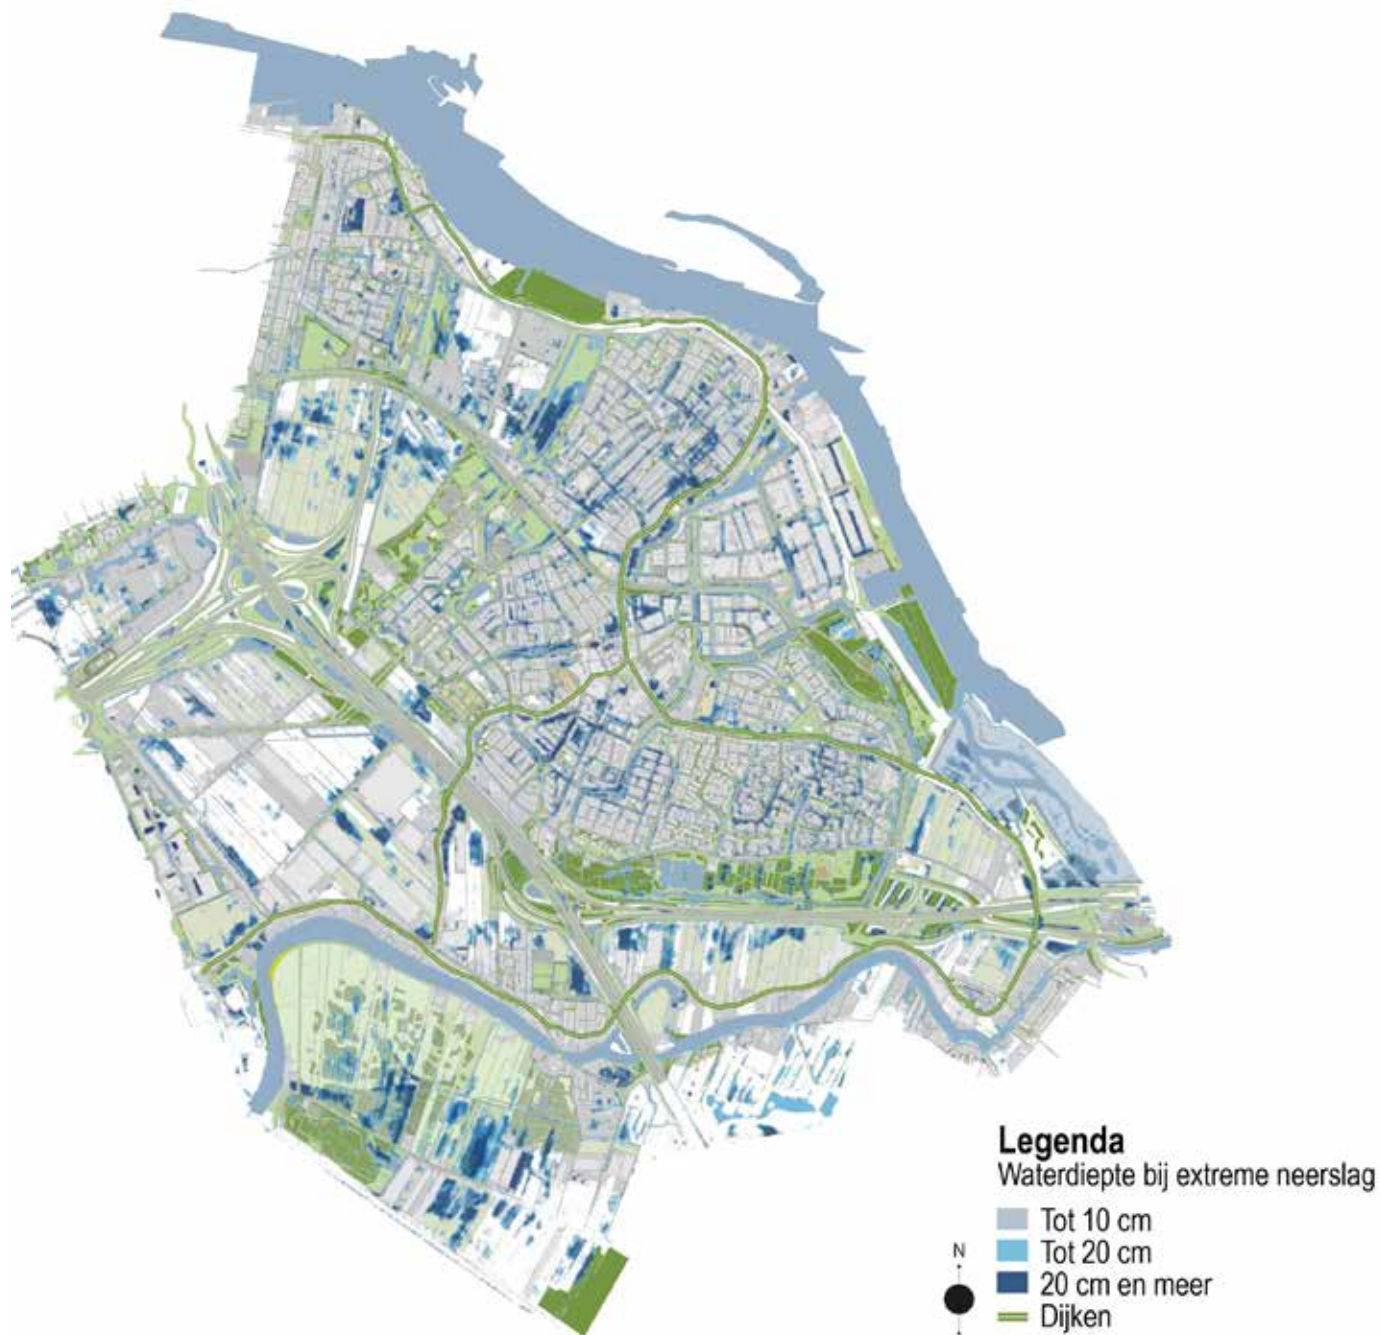 Legenda
Waterdiepte bij extreme neerslag
Tot 10 cm
Tot 20 cm
N
20 cm en meer
Dijken